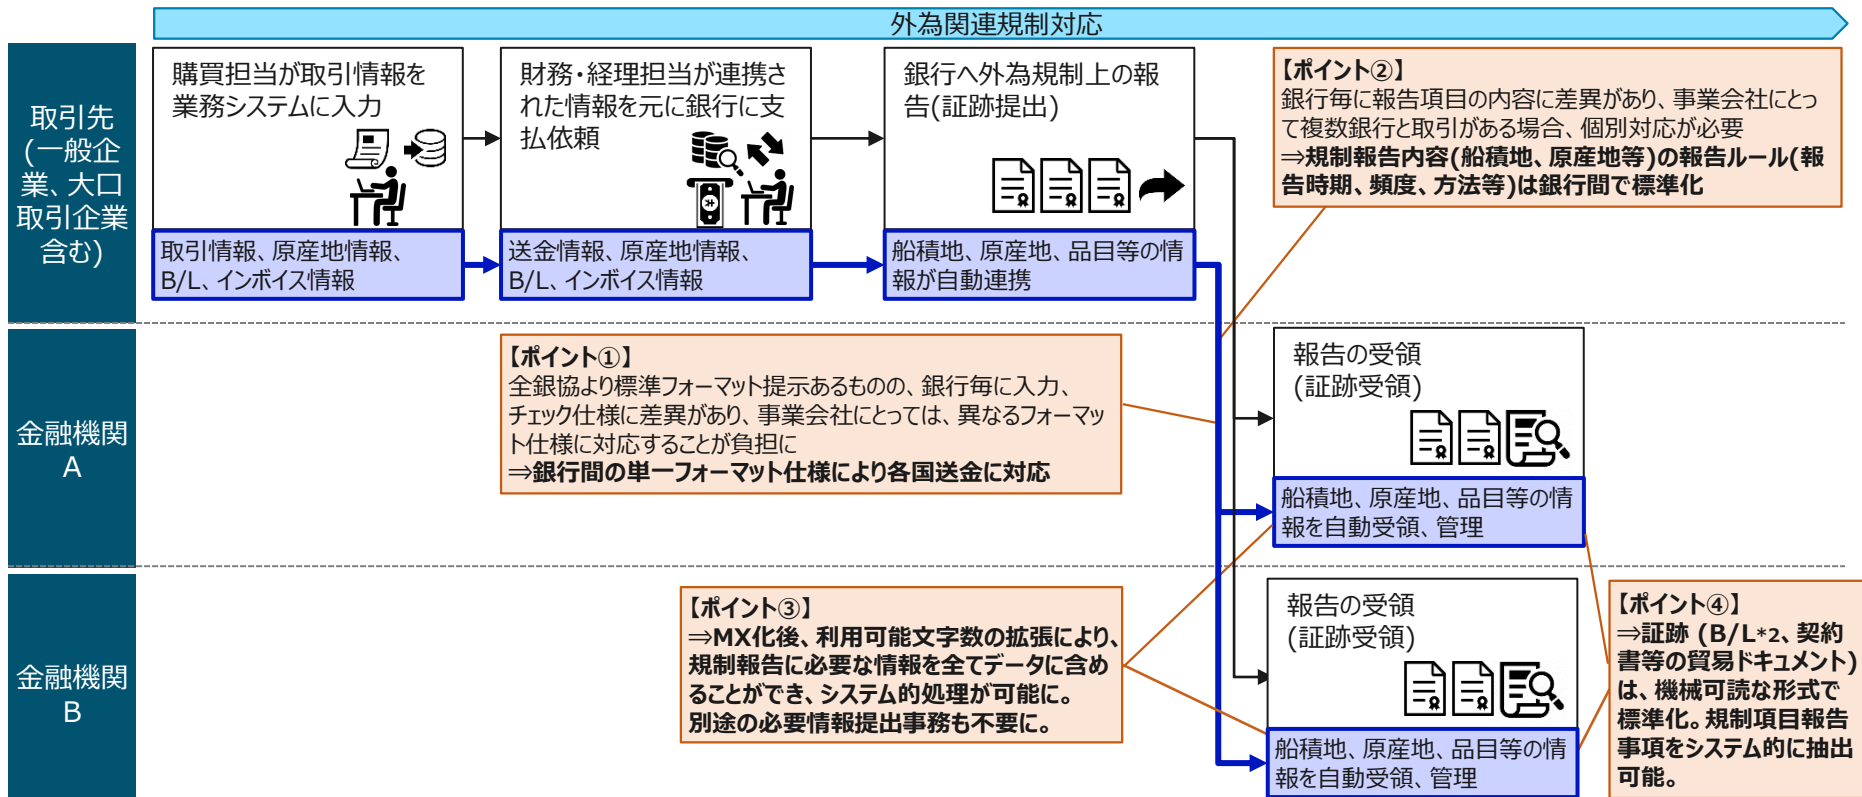 外為関連規制対応
取引先
(一般企
業、大口
取引企業
含む)
購買担当が取引情報を
業務システムに入力
取引情報、原産地情報、
B/L、インボイス情報
財務・経理担当が連携さ
れた情報を元に銀行に支
払依頼
送金情報、原産地情報、
B/L、インボイス情報
銀行へ外為規制上の報
告(証跡提出)
船積地、原産地、品目等の情
報が自動連携
【ポイント②】
銀行毎に報告項目の内容に差異があり、事業会社にとっ
て複数銀行と取引がある場合、個別対応が必要
⇒規制報告内容(船積地、原産地等)の報告ルール(報
告時期、頻度、方法等)は銀行間で標準化
金融機関
A
【ポイント①】
全銀協より標準フォーマット提示あるものの、銀行毎に入力、
チェック仕様に差異があり、事業会社にとっては、異なるフォーマッ
ト仕様に対応することが負担に
⇒銀行間の単一フォーマット仕様により各国送金に対応
報告の受領
(証跡受領)
船積地、原産地、品目等の情
報を自動受領、管理
金融機関
B
【ポイント③】
⇒MX化後、利用可能文字数の拡張により、
規制報告に必要な情報を全てデータに含め
ることができ、システム的処理が可能に。
別途の必要情報提出事務も不要に。
報告の受領
(証跡受領)
船積地、原産地、品目等の情
報を自動受領、管理
【ポイント④】
⇒証跡 (B/L*2、契約
書等の貿易ドキュメント)
は、機械可読な形式で
標準化。規制項目報告
事項をシステム的に抽出
可能。